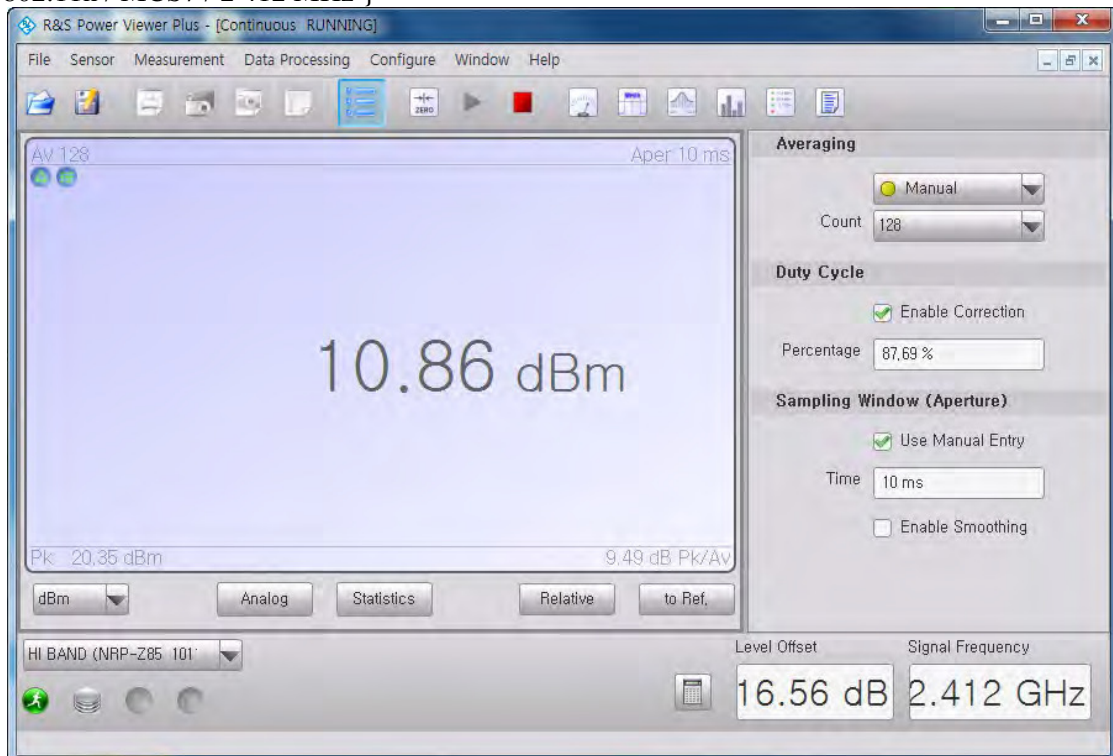 R&S Power Viewer Plus - [Continuous RUNNING]
File Sensor Measurement Data Processing Configure Window Help
ZERO
Av 128 Aper 10 ms
10.86 dBm
Pk 20,35 dBm 9,49 dB Pk/Av
dBm Analog Statistics Relative to Ref,
Averaging
Manual
Count 128
Duty Cycle
Enable Correction
Percentage 87,69 %
Sampling Window (Aperture)
Use Manual Entry
Time 10 ms
Enable Smoothing
HI BAND (NRP-Z85 101
Level Offset Signal Frequency
16.56 dB 2.412 GHz